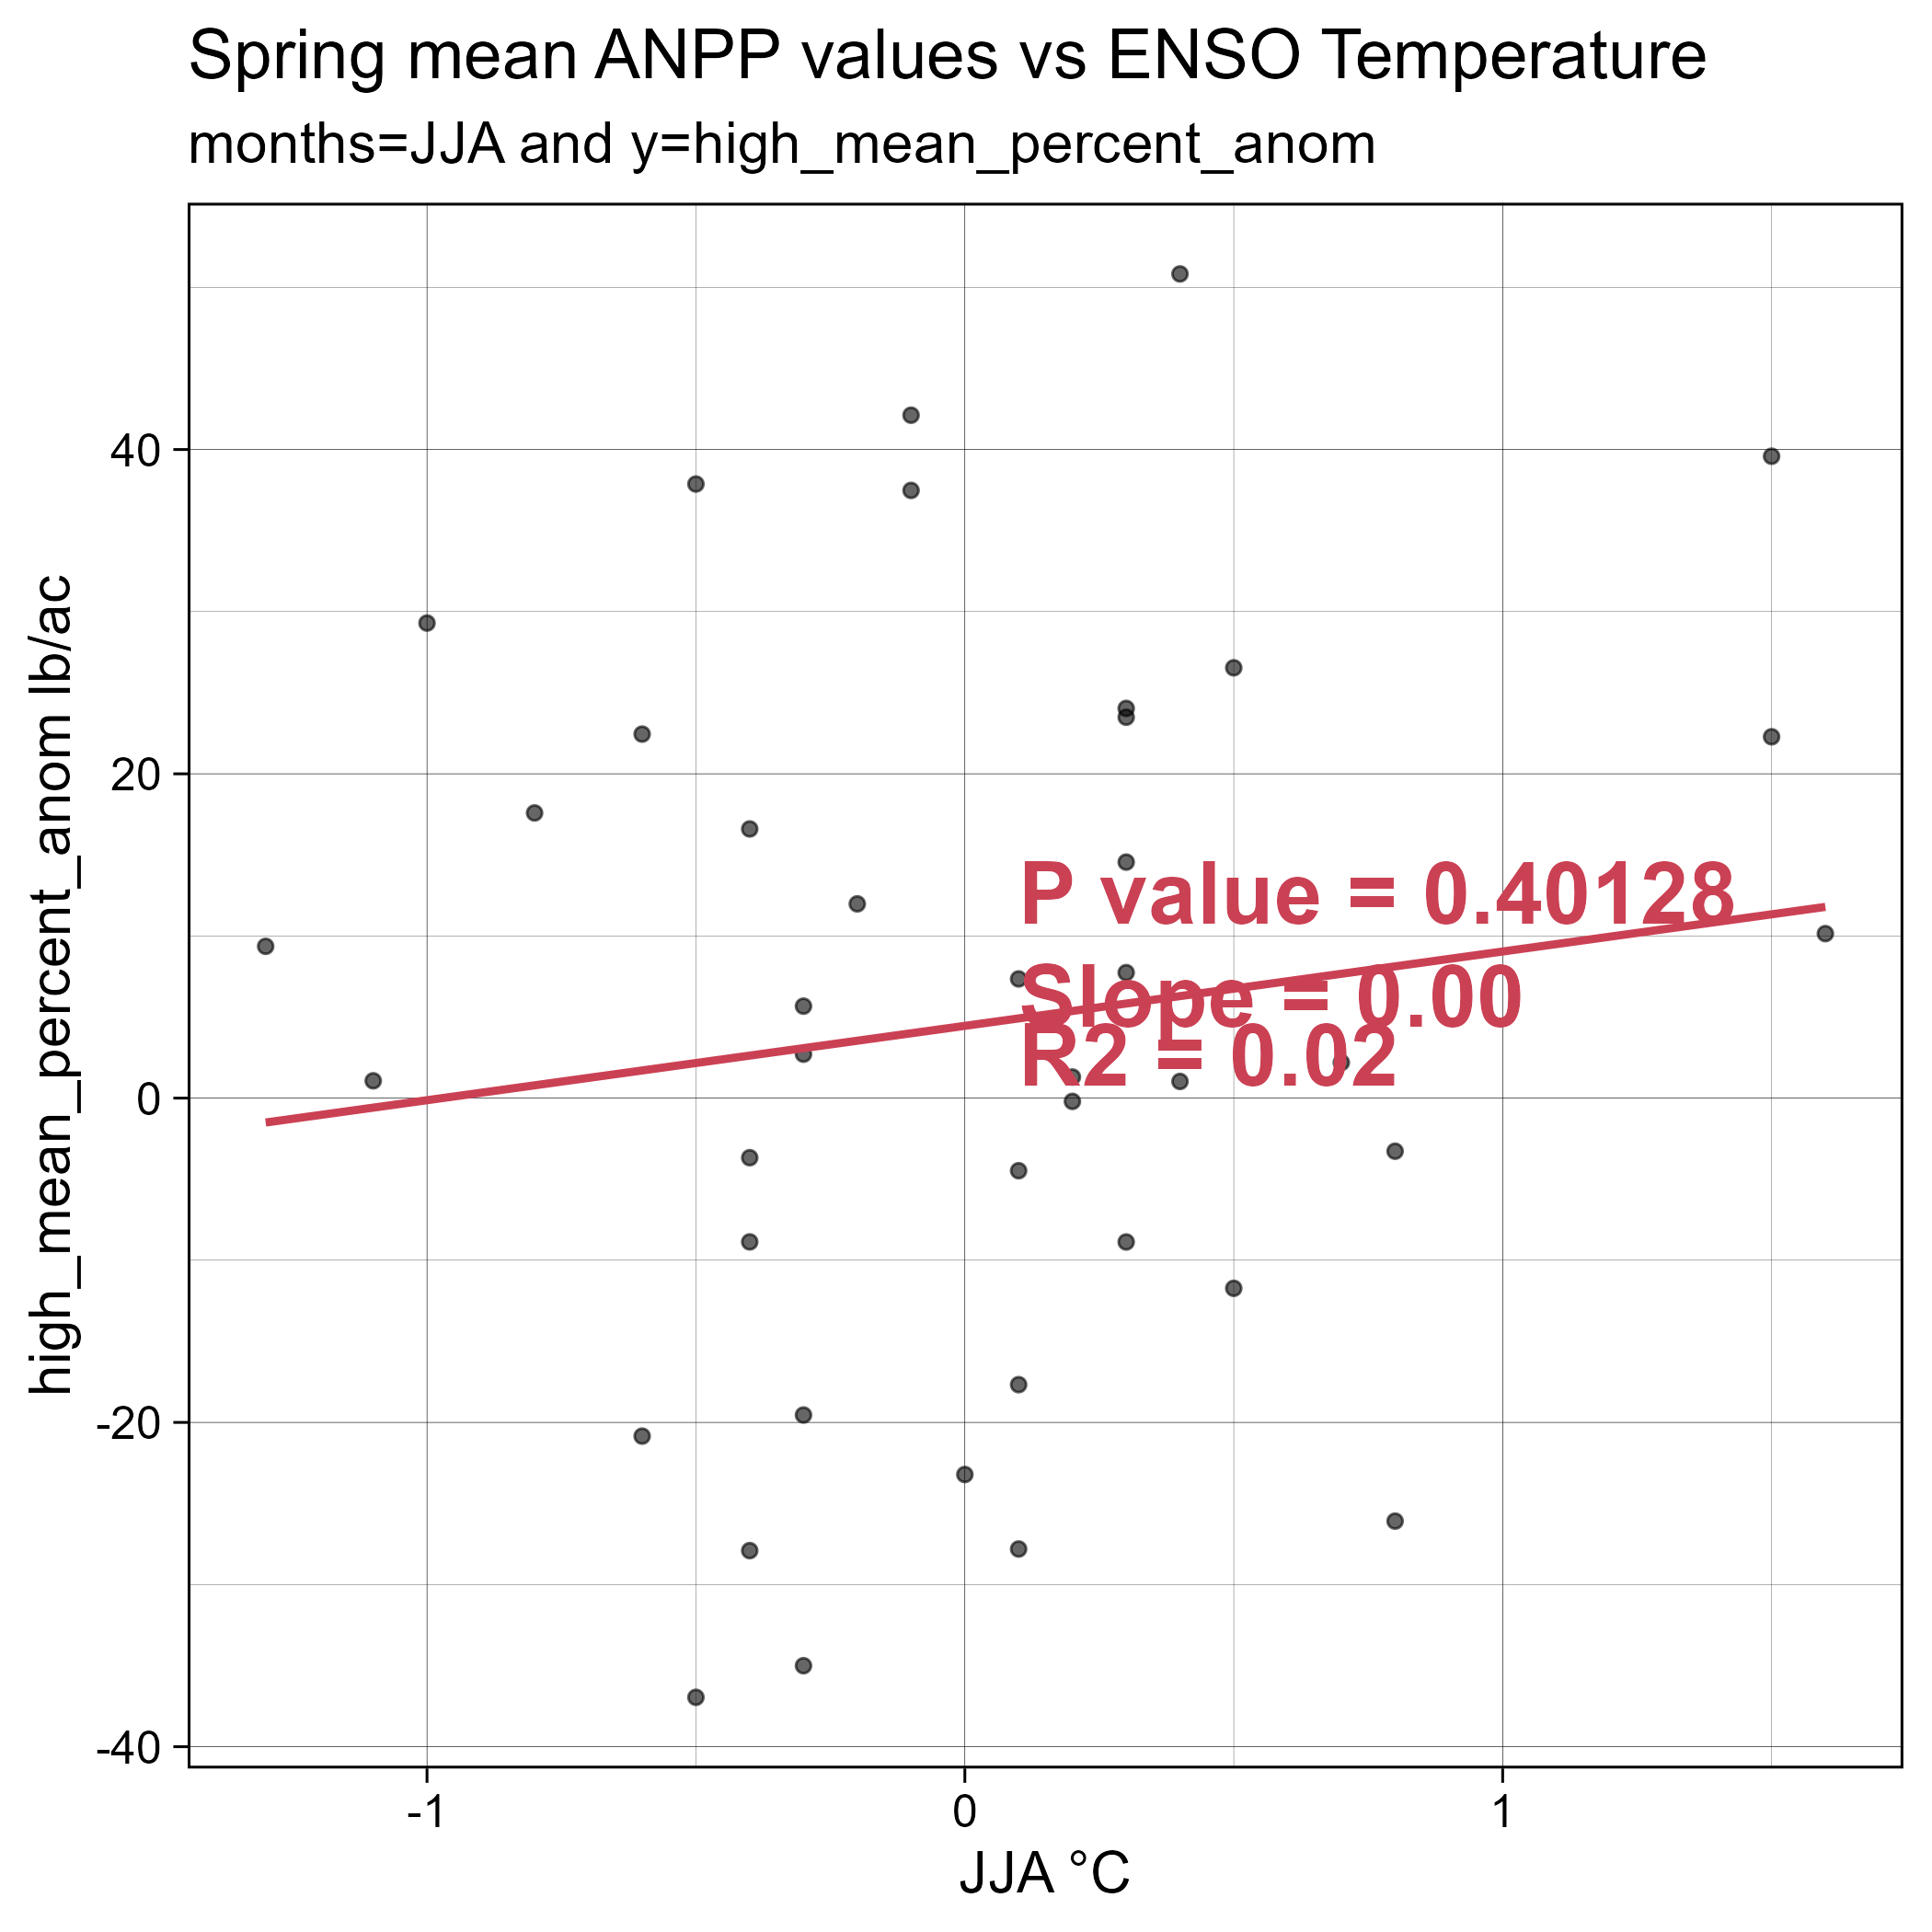 Spring mean ANPP values vs ENSO Temperature
months=JJA and y=high_mean_percent_anom
high_mean_percent_anom lb/ac
40
20
0
-20
-40
P value = 0.40128
Slope = 0.00
R2 = 0.02
-1
0
1
JJA °C